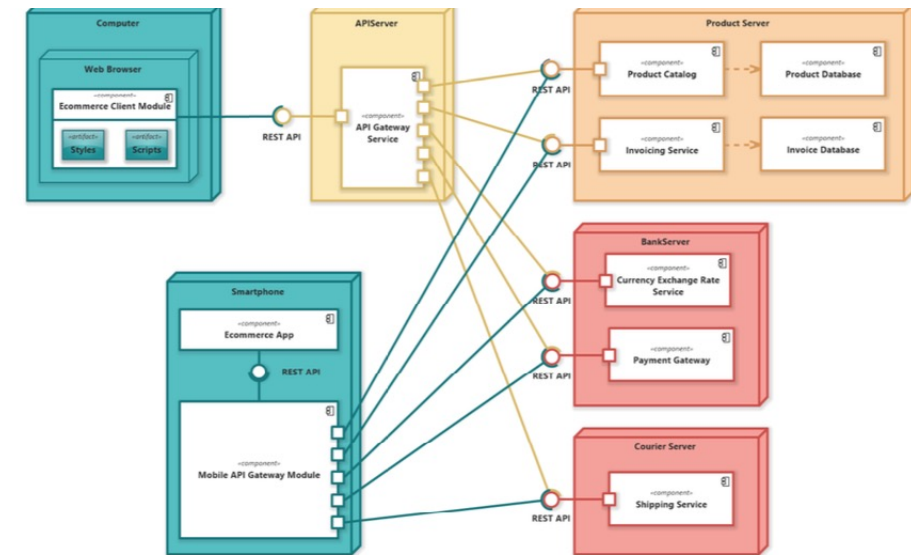 Computer
Web Browser
«component»
Ecommerce Client Module
«artifact»
Styles
«artifact»
Scripts
REST API
APIServer
«component»
API Gateway
Service
Product Server
«component»
Product Catalog
Product Database
REST API
«component»
Invoicing Service
Invoice Database
REST API
BankServer
«component»
Currency Exchange Rate
Service
REST API
«component»
Payment Gateway
REST API
Smartphone
«component»
Ecommerce App
REST API
«component»
Mobile API Gateway Module
Courier Server
«component»
Shipping Service
REST API